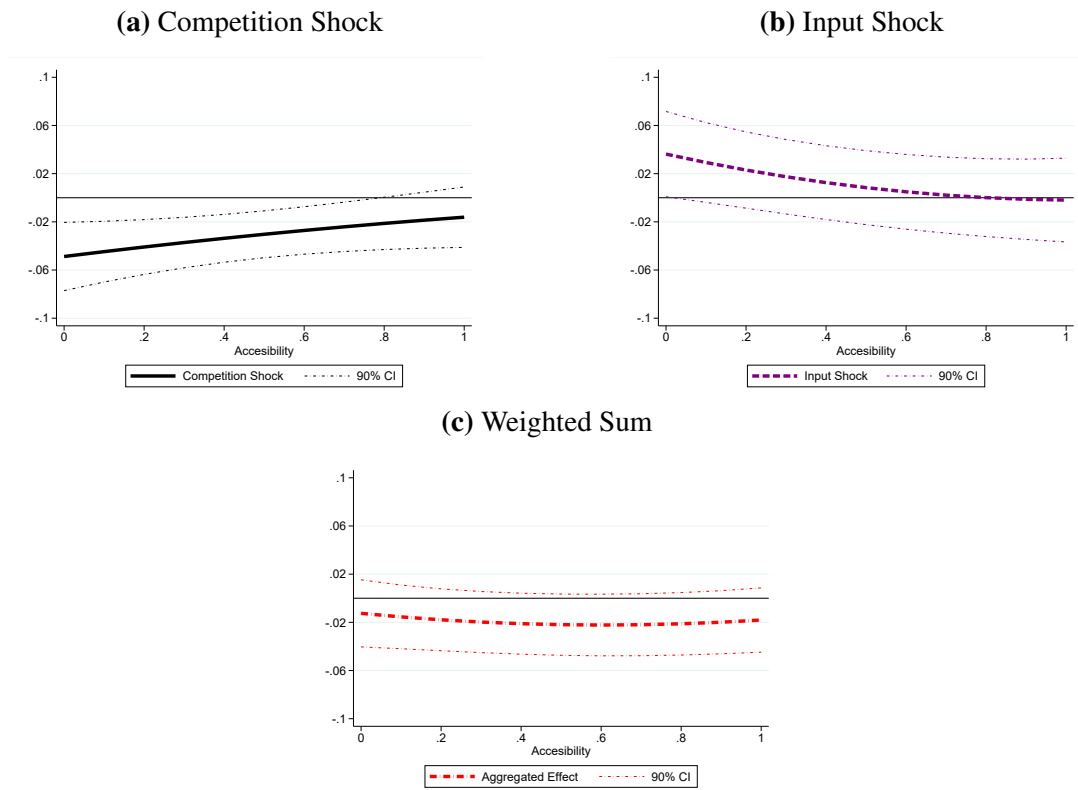 (a) Competition Shock
(b) Input Shock
.1
.06
.02
-.02
-.06
-.1
0 .2 .4 .6 .8 1
Accesibility
Competition Shock 90% CI
.1
.06
.02
-.02
-.06
-.1
0 .2 .4 .6 .8 1
Accesibility
Input Shock 90% CI
(c) Weighted Sum
.1
.06
.02
-.02
-.06
-.1
0 .2 .4 .6 .8 1
Accesibility
Aggregated Effect 90% CI